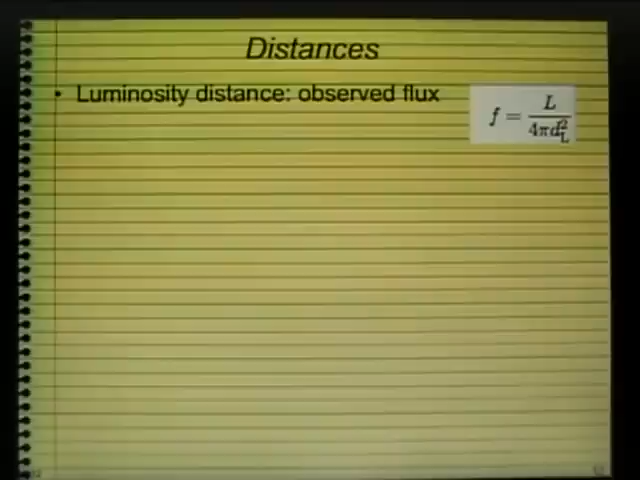 Distances
• Luminosity distance: observed flux
f = L / 4πd_L^2